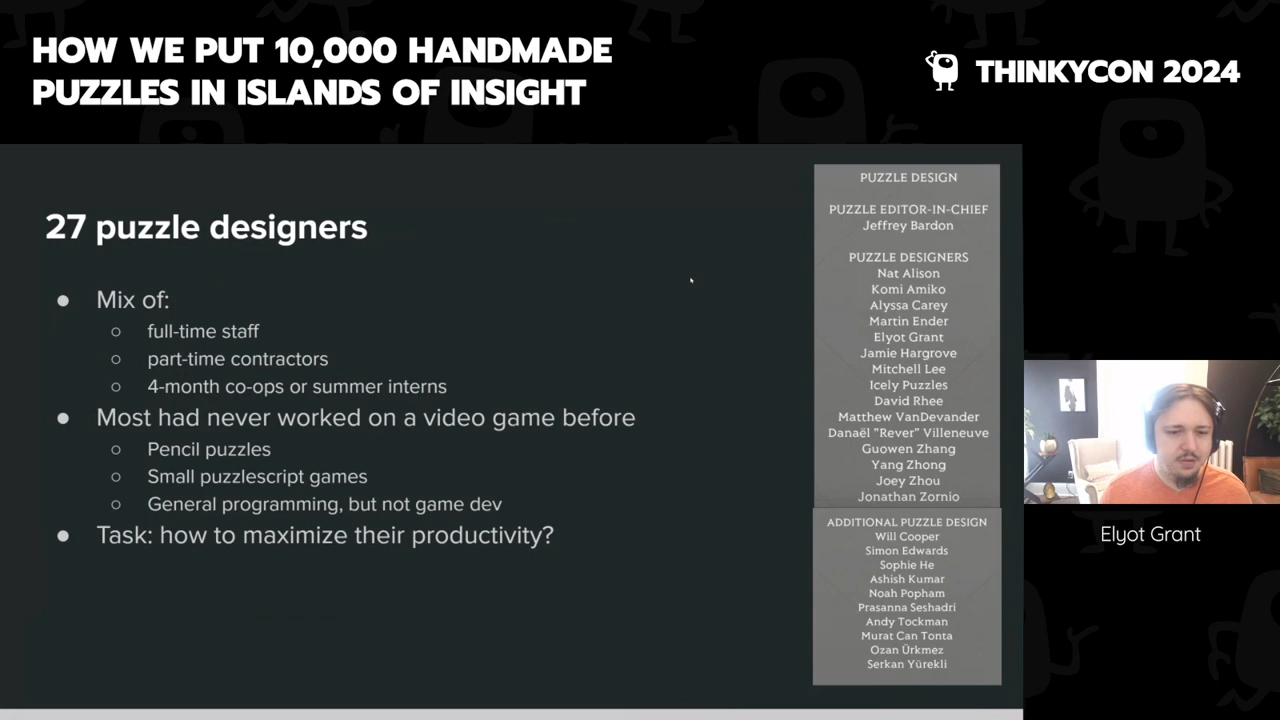 HOW WE PUT 10,000 HANDMADE
PUZZLES IN ISLANDS OF INSIGHT
THINKYCON 2024
27 puzzle designers
● Mix of:
○ full-time staff
○ part-time contractors
○ 4-month co-ops or summer interns
● Most had never worked on a video game before
○ Pencil puzzles
○ Small puzzlescript games
○ General programming, but not game dev
● Task: how to maximize their productivity?
PUZZLE DESIGN
PUZZLE EDITOR-IN-CHIEF
Jeffrey Bardon
PUZZLE DESIGNERS
Nat Alison
Komi Amiko
Alyssa Carey
Martin Ender
Elyot Grant
Jamie Hargrove
Mitchell Lee
Icely Puzzles
David Rhee
Matthew VanDevander
Danaël "Rever" Villeneuve
Guowen Zhang
Yang Zhong
Joey Zhou
Jonathan Zornio
ADDITIONAL PUZZLE DESIGN
Will Cooper
Simon Edwards
Sophie He
Ashish Kumar
Noah Popham
Prasanna Seshadri
Andy Tockman
Murat Can Tonta
Ozan Ürkmez
Serkan Yürekli
Elyot Grant